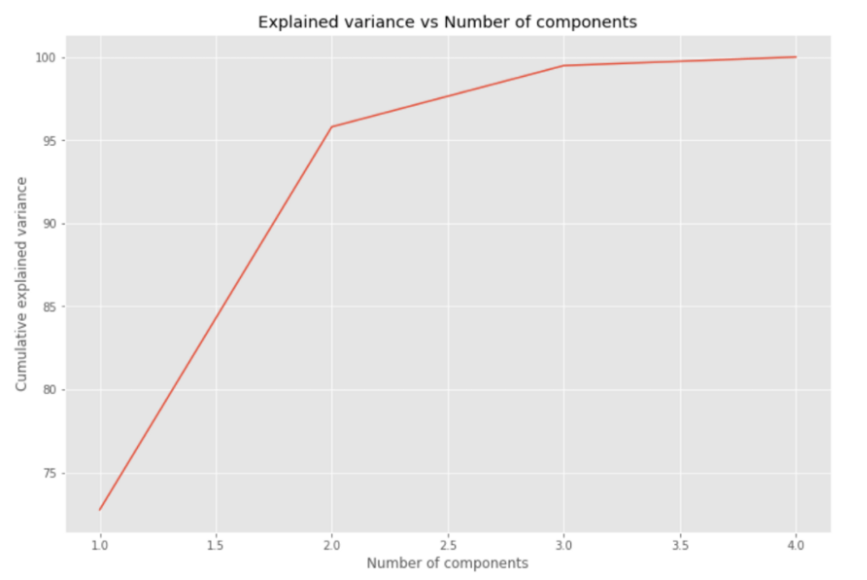 Explained variance vs Number of components
Cumulative explained variance
100
95
90
85
80
75
1.0 1.5 2.0 2.5 3.0 3.5 4.0
Number of components